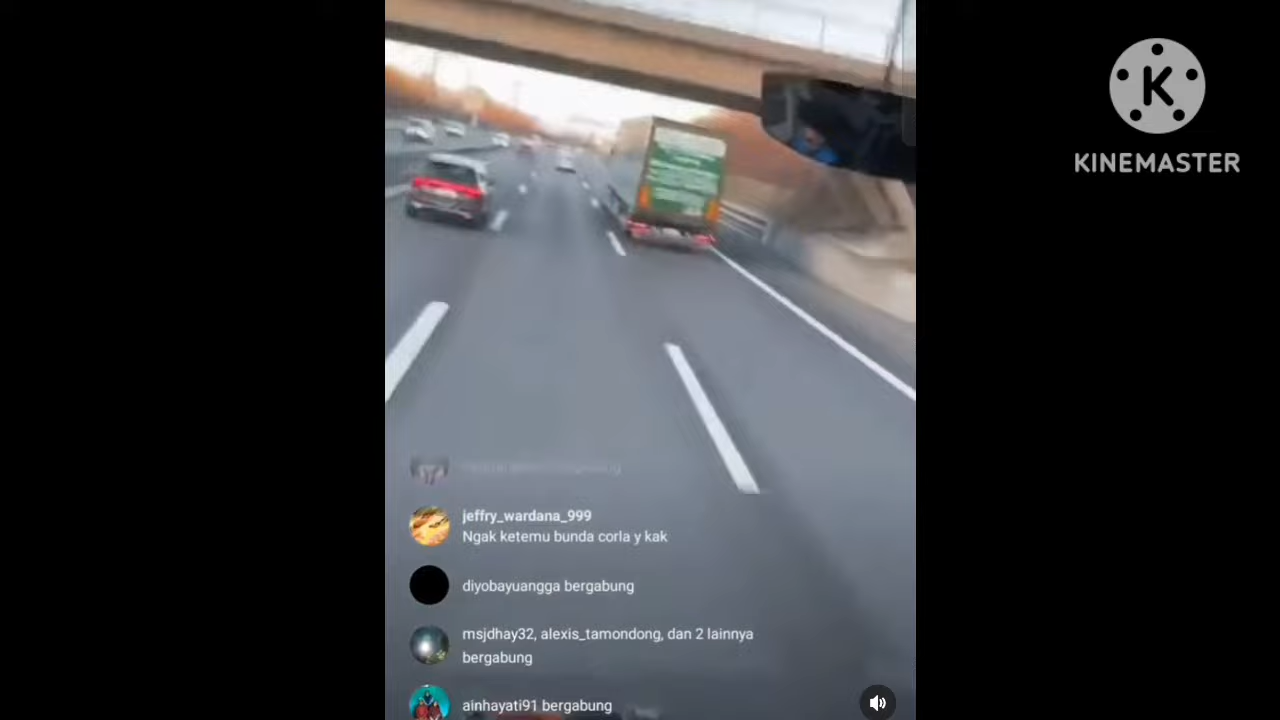 KINEMASTER
jeffry_wardana_999
Ngak ketemu bunda corla y kak
diyobayuangga bergabung
msjdhay32, alexis_tamondong, dan 2 lainnya
bergabung
ainhayati91 bergabung